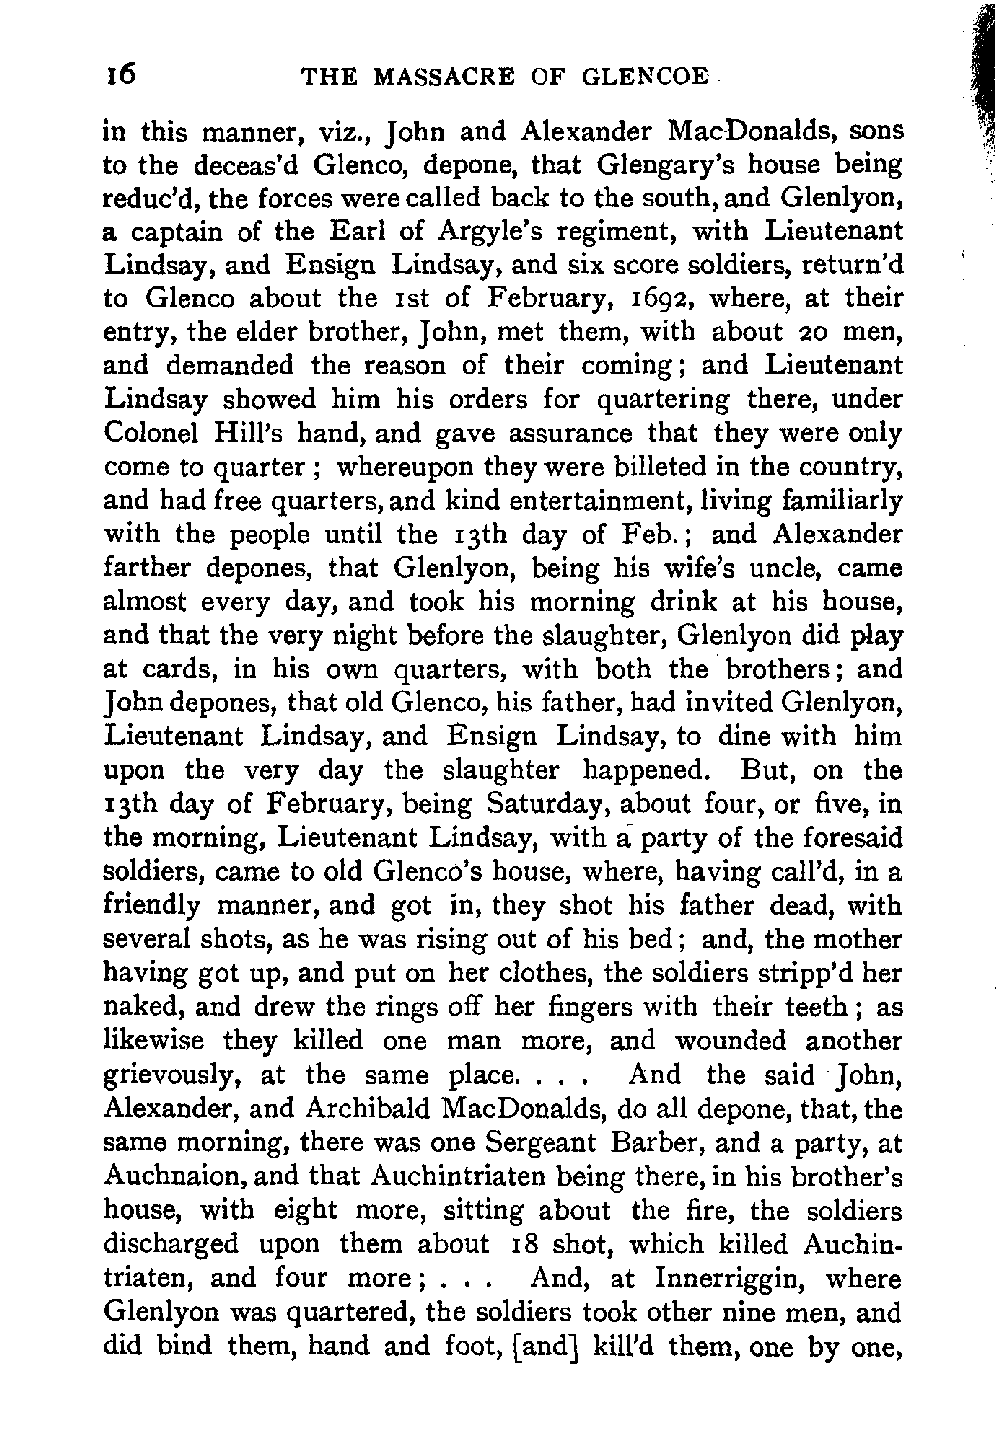 16 THE MASSACRE OF GLENCOE
in this manner, viz., John and Alexander MacDonalds, sons
to the deceas'd Glenco, depone, that Glengary's house being
reduc'd, the forces were called back to the south, and Glenlyon,
a captain of the Earl of Argyle's regiment, with Lieutenant
Lindsay, and Ensign Lindsay, and six score soldiers, return'd
to Glenco about the 1st of February, 1692, where, at their
entry, the elder brother, John, met them, with about 20 men,
and demanded the reason of their coming; and Lieutenant
Lindsay showed him his orders for quartering there, under
Colonel Hill's hand, and gave assurance that they were only
come to quarter; whereupon they were billeted in the country,
and had free quarters, and kind entertainment, living familiarly
with the people until the 13th day of Feb.; and Alexander
farther depones, that Glenlyon, being his wife's uncle, came
almost every day, and took his morning drink at his house,
and that the very night before the slaughter, Glenlyon did play
at cards, in his own quarters, with both the brothers; and
John depones, that old Glenco, his father, had invited Glenlyon,
Lieutenant Lindsay, and Ensign Lindsay, to dine with him
upon the very day the slaughter happened. But, on the
13th day of February, being Saturday, about four, or five, in
the morning, Lieutenant Lindsay, with a party of the foresaid
soldiers, came to old Glenco's house, where, having call'd, in a
friendly manner, and got in, they shot his father dead, with
several shots, as he was rising out of his bed; and, the mother
having got up, and put on her clothes, the soldiers stripp'd her
naked, and drew the rings off her fingers with their teeth; as
likewise they killed one man more, and wounded another
grievously, at the same place. . . . And the said John,
Alexander, and Archibald MacDonalds, do all depone, that, the
same morning, there was one Sergeant Barber, and a party, at
Auchnaion, and that Auchintriaten being there, in his brother's
house, with eight more, sitting about the fire, the soldiers
discharged upon them about 18 shot, which killed Auchin-
triaten, and four more; . . . And, at Innerriggin, where
Glenlyon was quartered, the soldiers took other nine men, and
did bind them, hand and foot, [and] kill'd them, one by one,